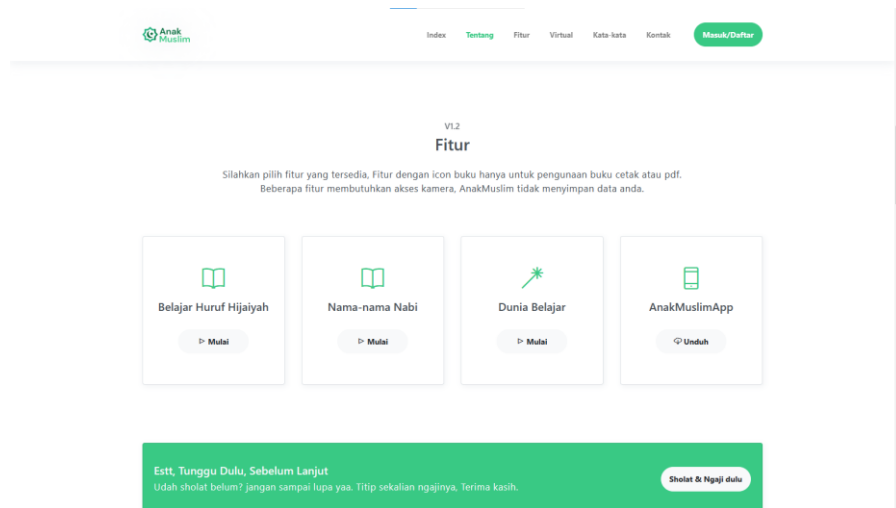 Anak
Muslim
Index
Tentang
Fitur
Virtual
Kata-kata
Kontak
Masuk/Daftar
V1.2
Fitur
Silahkan pilih fitur yang tersedia, Fitur dengan icon buku hanya untuk pengunaan buku cetak atau pdf.
Beberapa fitur membutuhkan akses kamera, AnakMuslim tidak menyimpan data anda.
Belajar Huruf Hijaiyah
Mulai
Nama-nama Nabi
Mulai
Dunia Belajar
Mulai
AnakMuslimApp
Unduh
Estt, Tunggu Dulu, Sebelum Lanjut
Udah sholat belum? jangan sampai lupa yaa. Titip sekalian ngajinya, Terima kasih.
Sholat & Ngaji dulu